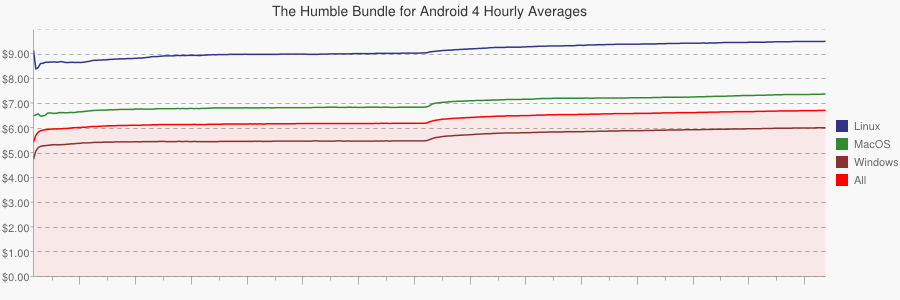 The Humble Bundle for Android 4 Hourly Averages
$9.00
$8.00
$7.00
$6.00
$5.00
$4.00
$3.00
$2.00
$1.00
$0.00
Linux
MacOS
Windows
All